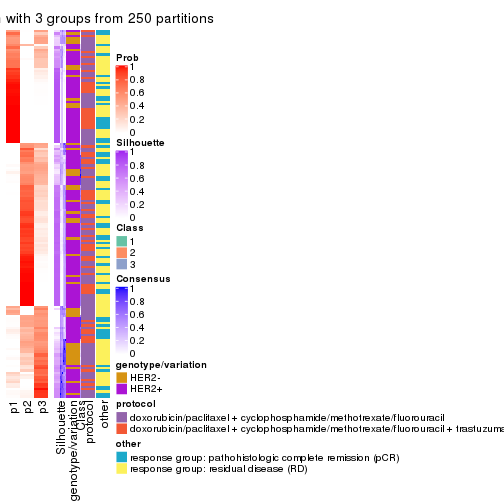 with 3 groups from 250 partitions
Prob
1
0.8
0.6
0.4
0.2
0
Silhouette
1
0.8
0.6
0.4
0.2
0
Class
1
2
3
Consensus
1
0.8
0.6
0.4
0.2
0
genotype/variation
HER2-
HER2+
protocol
doxorubicin/paclitaxel + cyclophosphamide/methotrexate/fluorouracil
doxorubicin/paclitaxel + cyclophosphamide/methotrexate/fluorouracil + trastuzuma
other
response group: pathohistologic complete remission (pCR)
response group: residual disease (RD)
p1
p2
p3
Silhouette
genotype/variation
Class
protocol
other